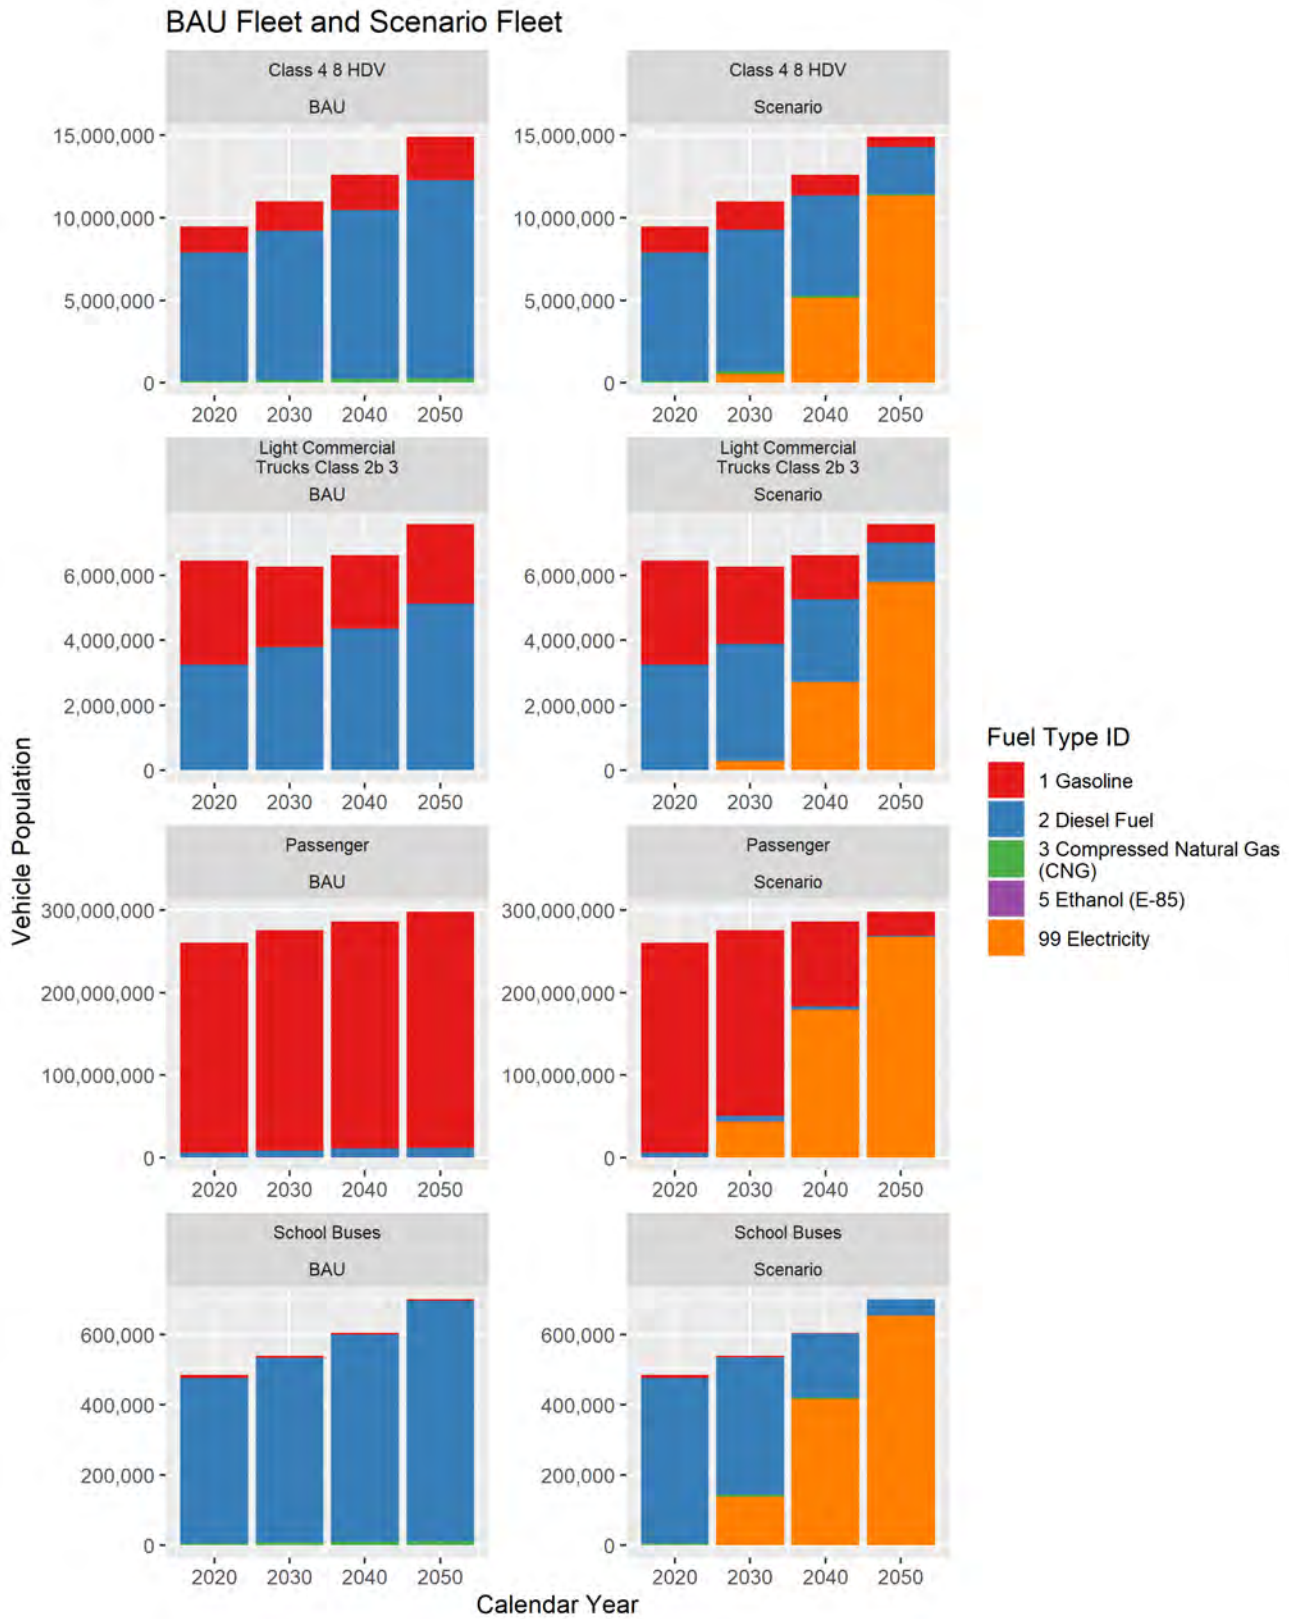 BAU Fleet and Scenario Fleet
Class 4 8 HDV
BAU
15,000,000
10,000,000
5,000,000
0
2020 2030 2040 2050
Class 4 8 HDV
Scenario
15,000,000
10,000,000
5,000,000
0
2020 2030 2040 2050
Light Commercial
Trucks Class 2b 3
BAU
6,000,000
4,000,000
2,000,000
0
2020 2030 2040 2050
Light Commercial
Trucks Class 2b 3
Scenario
6,000,000
4,000,000
2,000,000
0
2020 2030 2040 2050
Passenger
BAU
300,000,000
200,000,000
100,000,000
0
2020 2030 2040 2050
Passenger
Scenario
300,000,000
200,000,000
100,000,000
0
2020 2030 2040 2050
School Buses
BAU
600,000
400,000
200,000
0
2020 2030 2040 2050
School Buses
Scenario
600,000
400,000
200,000
0
2020 2030 2040 2050
Vehicle Population
Calendar Year
Fuel Type ID
1 Gasoline
2 Diesel Fuel
3 Compressed Natural Gas
(CNG)
5 Ethanol (E-85)
99 Electricity